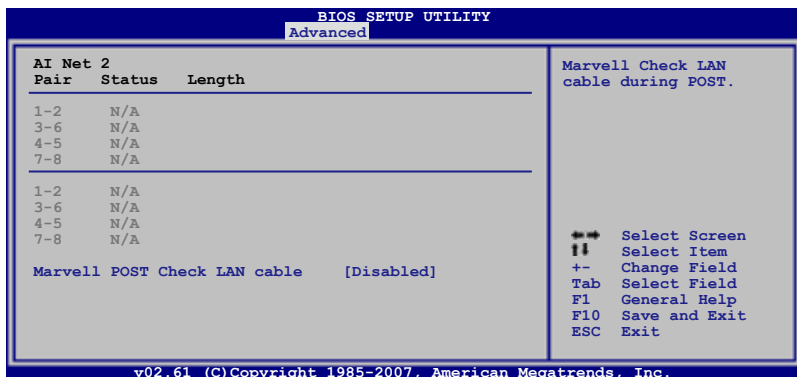 BIOS SETUP UTILITY
Advanced
AI Net 2
Pair Status Length
1-2 N/A
3-6 N/A
4-5 N/A
7-8 N/A
1-2 N/A
3-6 N/A
4-5 N/A
7-8 N/A
Marvell POST Check LAN cable [Disabled]
Marvell Check LAN
cable during POST.
←→ Select Screen
↑↓ Select Item
+- Change Field
Tab Select Field
F1 General Help
F10 Save and Exit
ESC Exit
v02.61 (C)Copyright 1985-2007, American Megatrends, Inc.